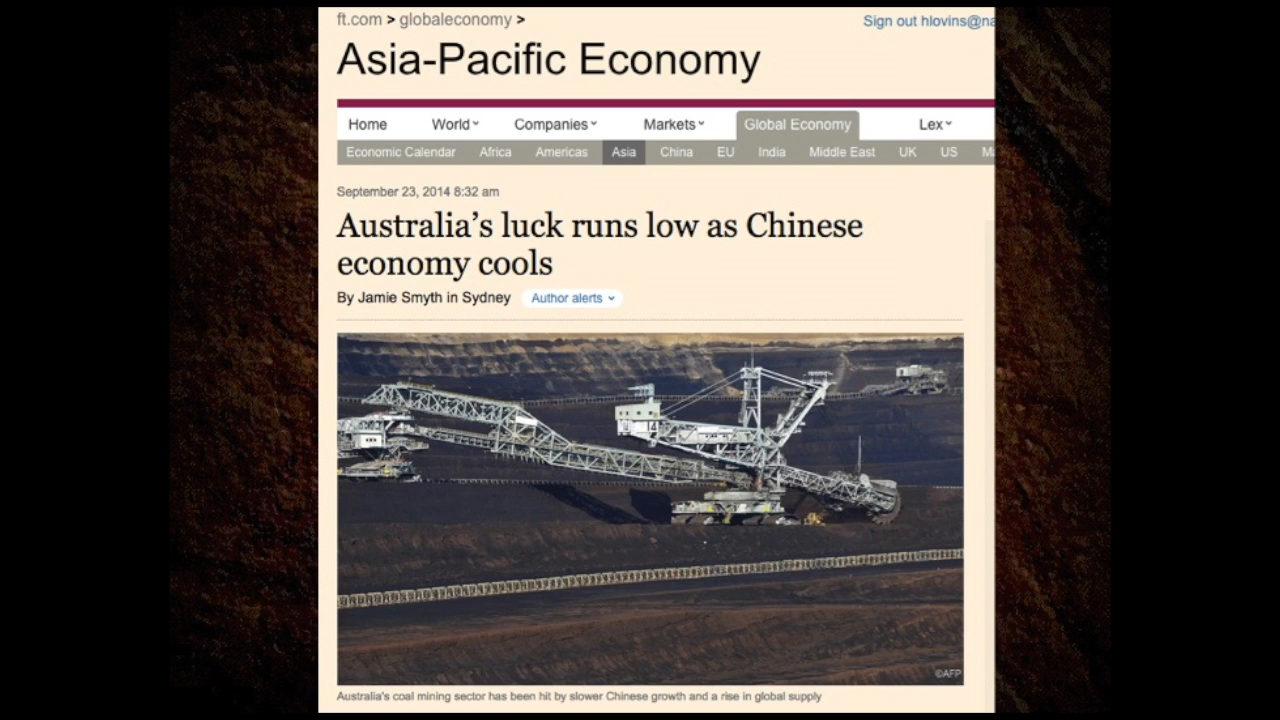 ft.com > globaleconomy >
Sign out hlovins@na
Asia-Pacific Economy
Home World Companies Markets Global Economy Lex
Economic Calendar Africa Americas Asia China EU India Middle East UK US
September 23, 2014 8:32 am
Australia's luck runs low as Chinese
economy cools
By Jamie Smyth in Sydney Author alerts
©AFP
Australia's coal mining sector has been hit by slower Chinese growth and a rise in global supply